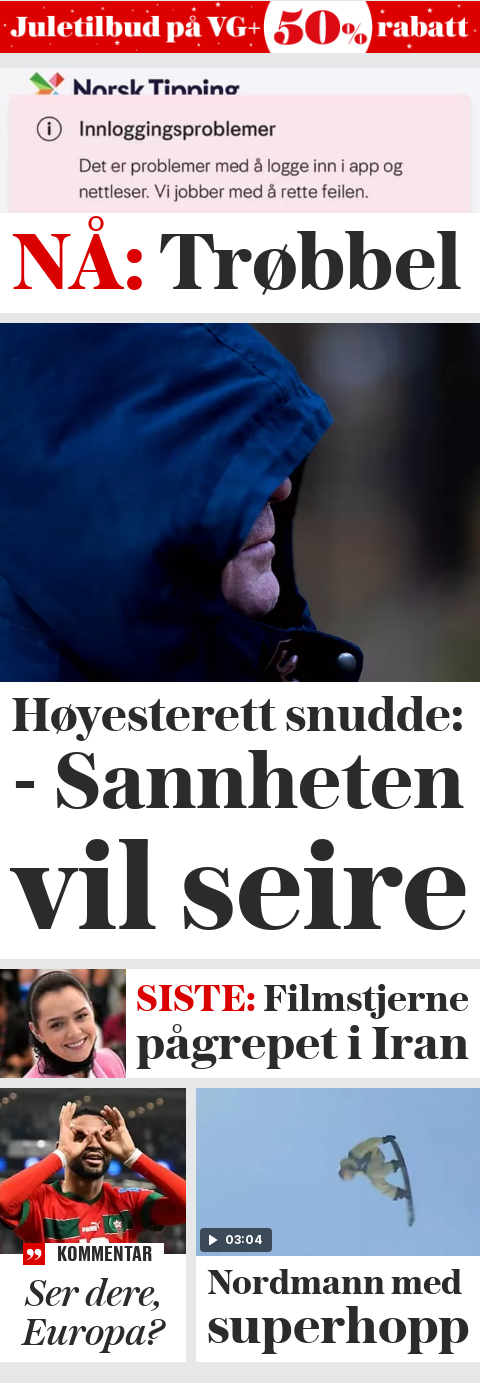 Juletilbud på VG+ 50% rabatt
Norsk Tipping
Innloggingsproblemer
Det er problemer med å logge inn i app og
nettleser. Vi jobber med å rette feilen.
NÅ: Trøbbel
Høyesterett snudde:
- Sannheten
vil seire
SISTE: Filmstjerne
pågrepet i Iran
KOMMENTAR
Ser dere,
Europa?
03:04
Nordmann med
superhopp